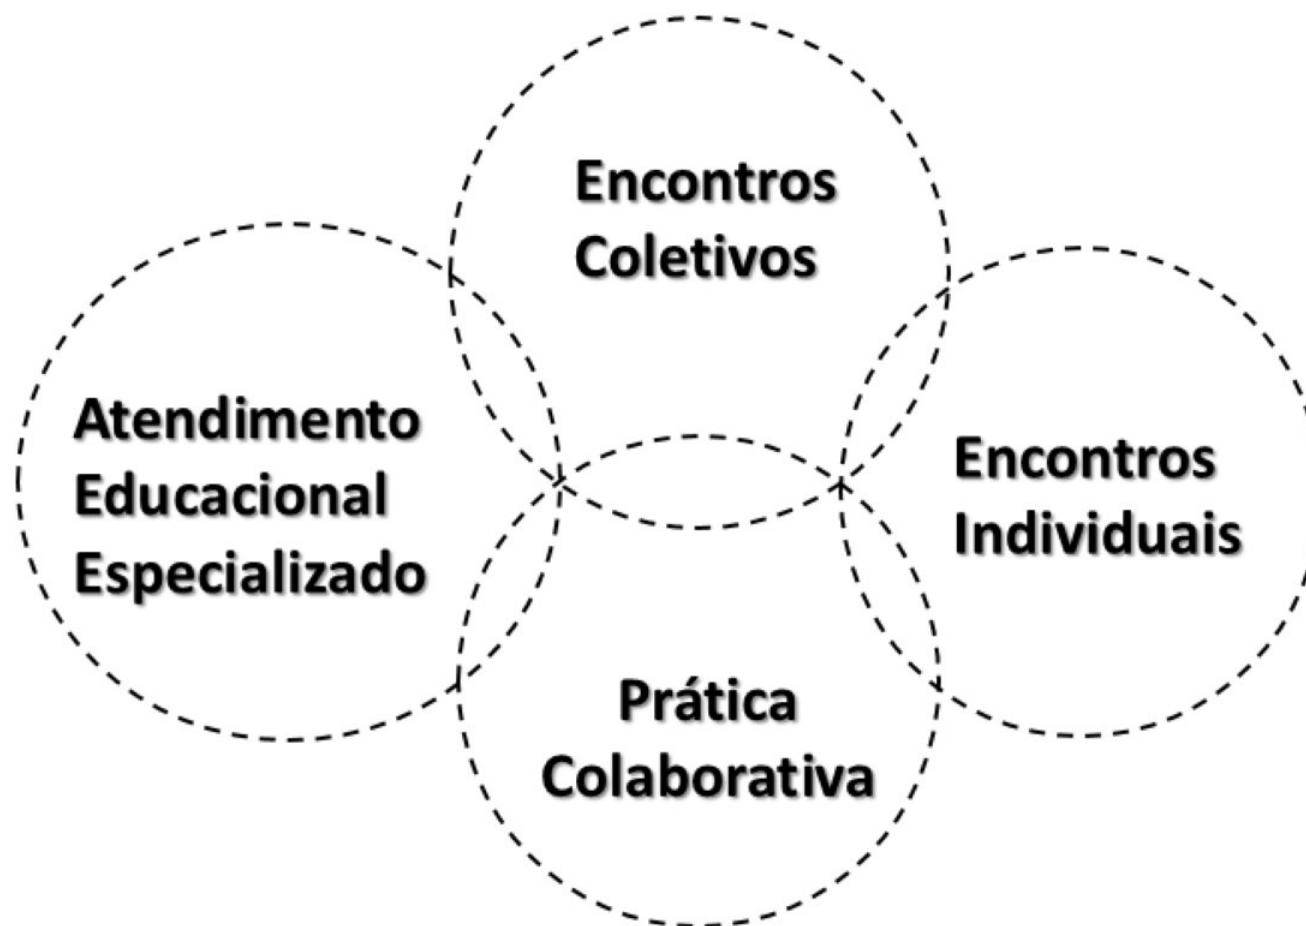 Encontros
Coletivos
Atendimento
Educacional
Especializado
Encontros
Individuais
Prática
Colaborativa